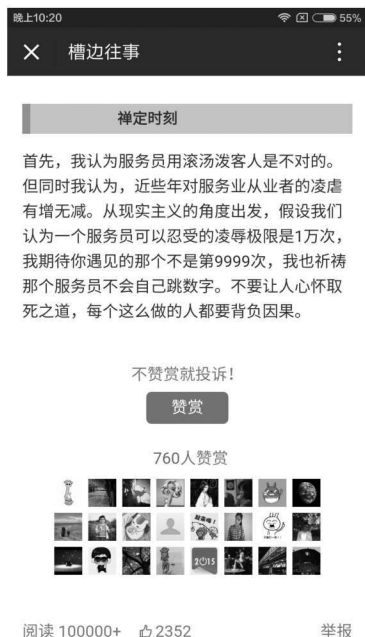 晚上10:20
55%
槽边往事
禅定时刻
首先，我认为服务员用滚汤泼客人是不对的。
但同时我认为，近些年对服务业从业者的凌虐
有增无减。从现实主义的角度出发，假设我们
认为一个服务员可以忍受的凌辱极限是1万次，
我期待你遇见的那个不是第9999次，我也祈祷
那个服务员不会自己跳数字。不要让人心怀取
死之道，每个这么做的人都要背负因果。
不赞赏就投诉！
赞赏
760人赞赏
2015
阅读 100000+ 2352 举报